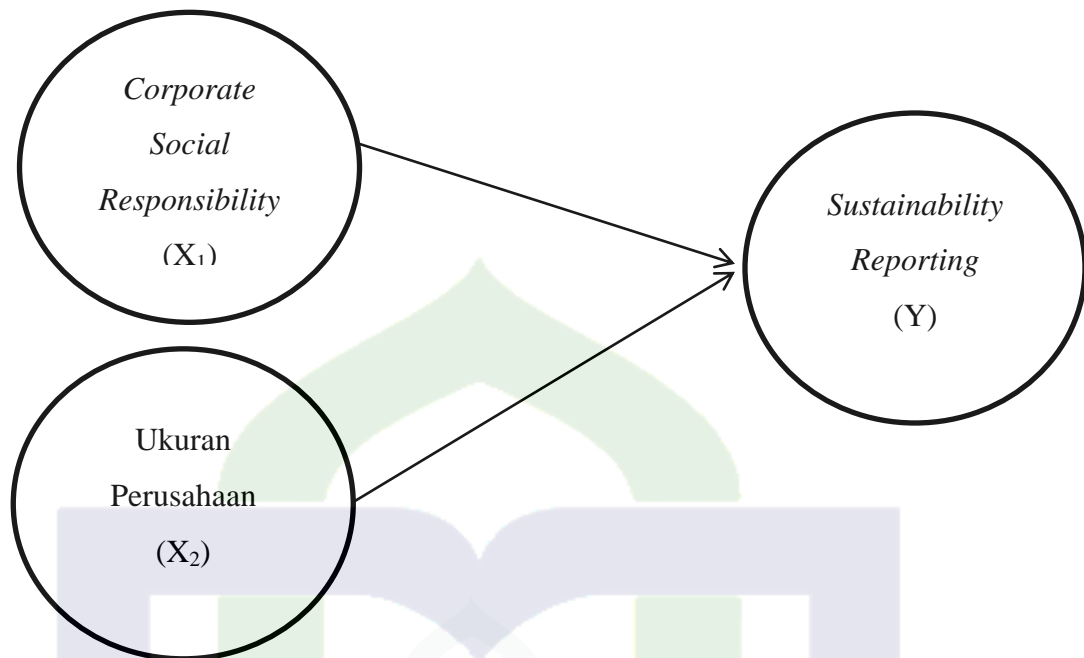 Corporate
Social
Responsibility
(X₁)
Ukuran
Perusahaan
(X₂)
Sustainability
Reporting
(Y)